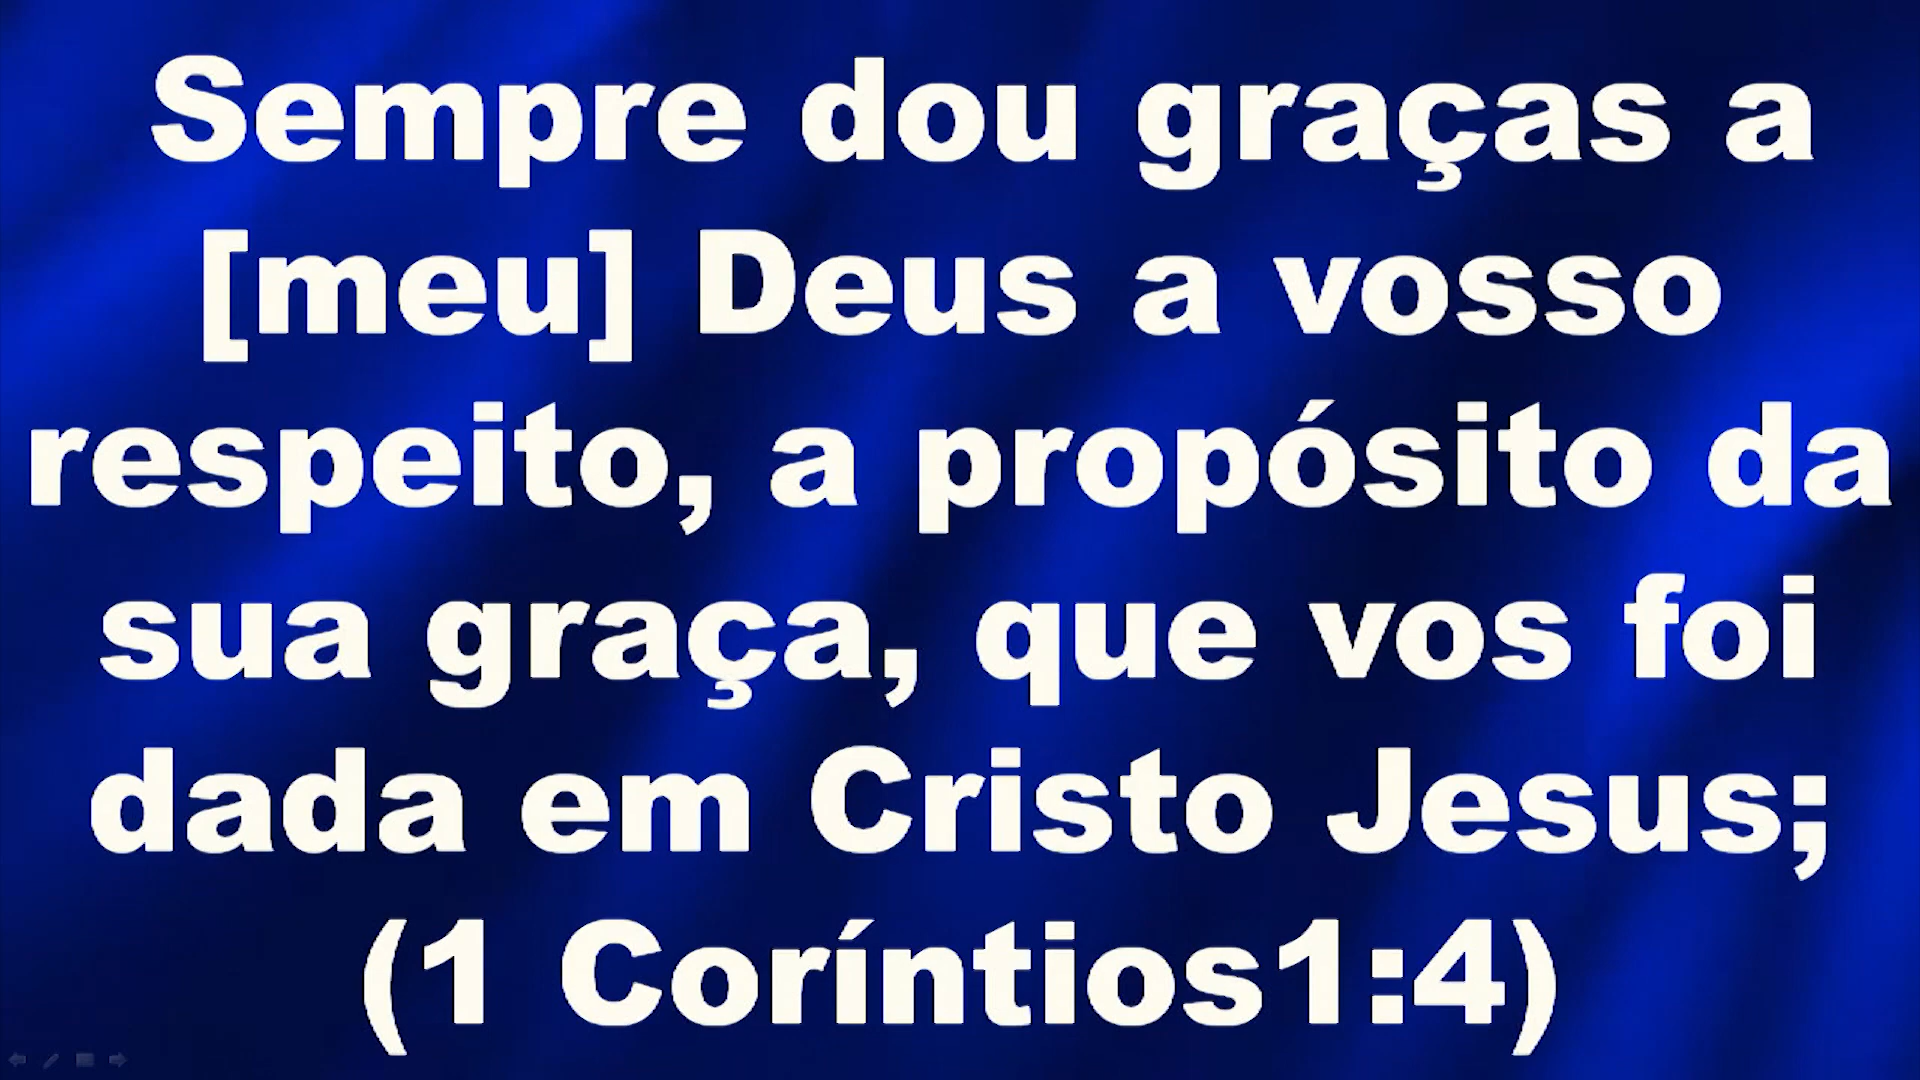 Sempre dou graças a
[meu] Deus a vosso
respeito, a propósito da
sua graça, que vos foi
dada em Cristo Jesus;
(1 Coríntios1:4)